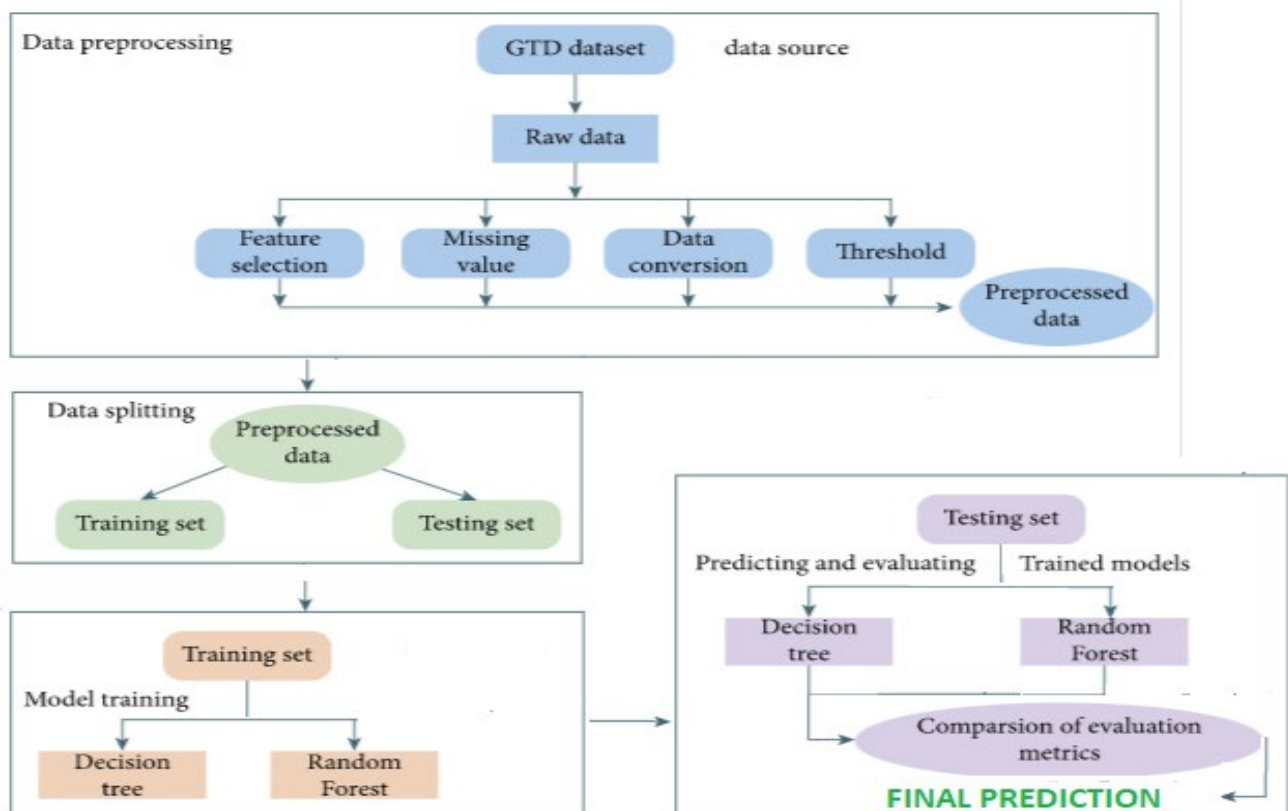 Data preprocessing
GTD dataset
data source
Raw data
Feature
selection
Missing
value
Data
conversion
Threshold
Preprocessed
data
Data splitting
Preprocessed
data
Training set
Testing set
Training set
Model training
Decision
tree
Random
Forest
Testing set
Predicting and evaluating
Trained models
Decision
tree
Random
Forest
Comparsion of evaluation
metrics
FINAL PREDICTION